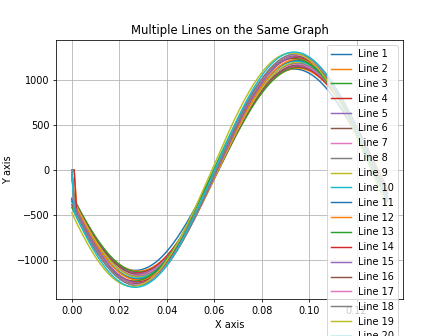 Multiple Lines on the Same Graph
Y axis
1000
500
0
−500
−1000
0.00
0.02
0.04
0.06
0.08
0.10
X axis
Line 1
Line 2
Line 3
Line 4
Line 5
Line 6
Line 7
Line 8
Line 9
Line 10
Line 11
Line 12
Line 13
Line 14
Line 15
Line 16
Line 17
Line 18
Line 19
Line 20